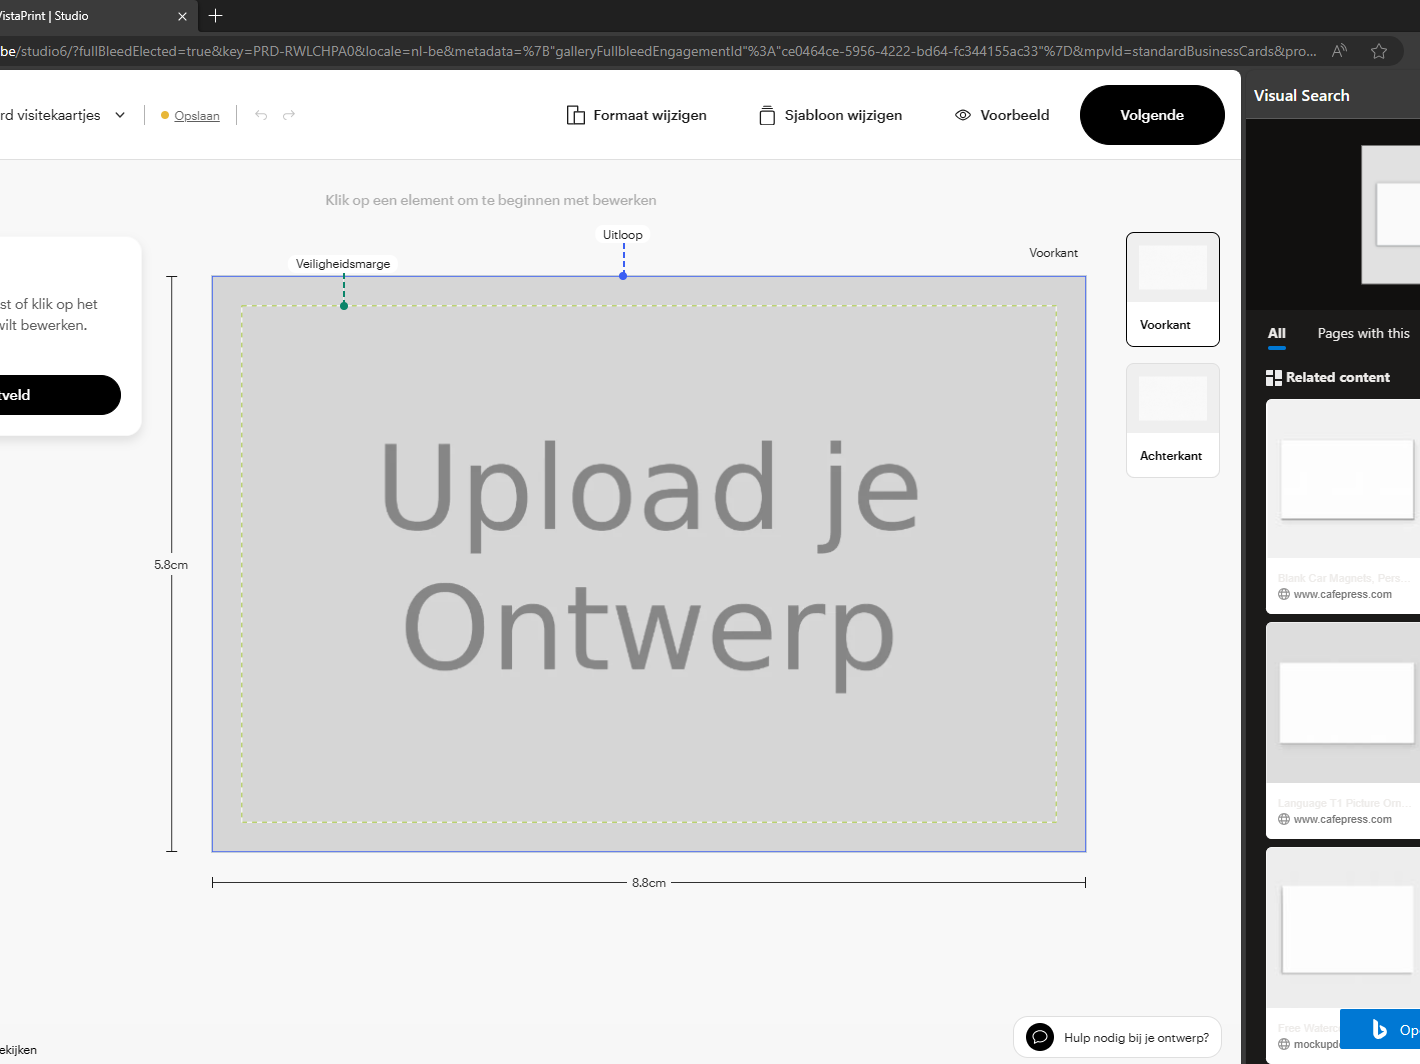 VistaPrint | Studio
be/studio6/?fullBleedElected=true&key=PRD-RWLCHPA0&locale=nl-be&metadata=%7B"galleryFullbleedEngagementId"%3A"ce0464ce-5956-4222-bd64-fc344155ac33"%7D&mpvId=standardBusinessCards&pro...
rd visitekaartjes
Opslaan
Formaat wijzigen
Sjabloon wijzigen
Voorbeeld
Volgende
Visual Search
Klik op een element om te beginnen met bewerken
Uitloop
Veiligheidsmarge
Voorkant
st of klik op het
wilt bewerken.
tveld
5.8cm
Upload je
Ontwerp
8.8cm
Voorkant
Achterkant
All
Pages with this
Related content
Blank Car Magnets, Pers...
www.cafepress.com
Language T1 Picture Orn...
www.cafepress.com
Free Waterc
mockupde
Ope
Hulp nodig bij je ontwerp?
ekijken